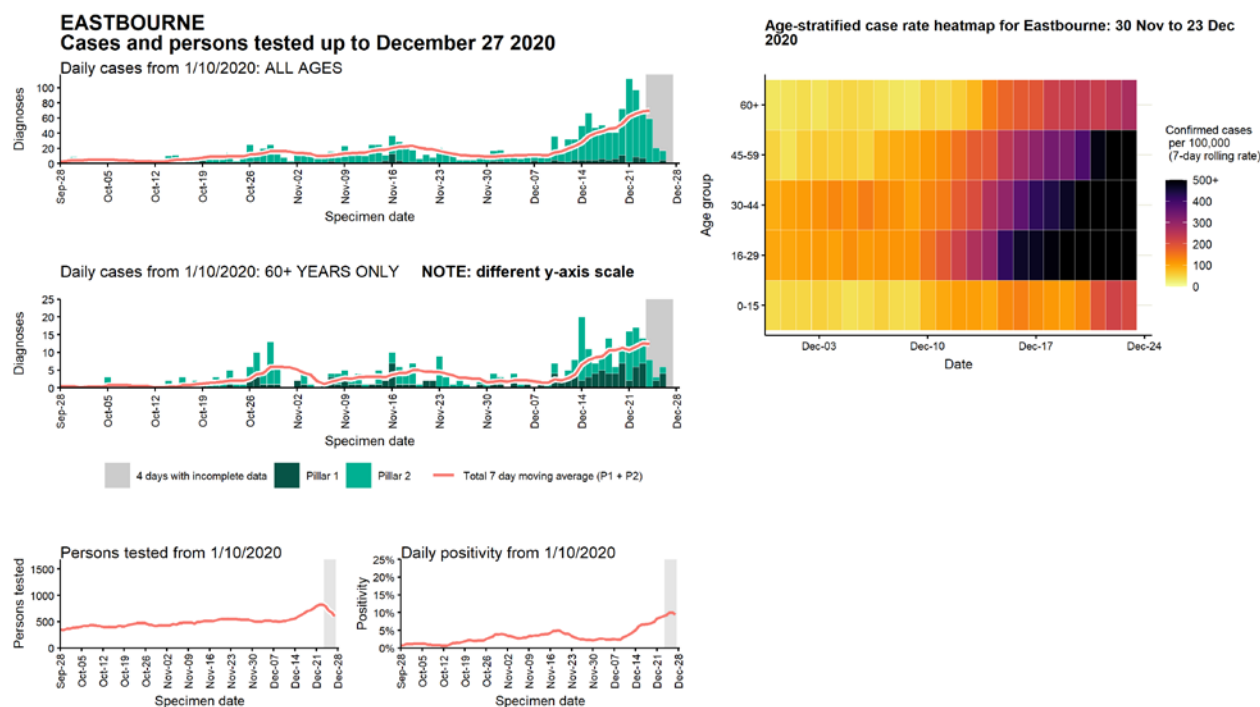 EASTBOURNE
Cases and persons tested up to December 27 2020
Daily cases from 1/10/2020: ALL AGES
Diagnoses
100
80
60
40
20
0
Sep-28
Oct-05
Oct-12
Oct-19
Oct-26
Nov-02
Nov-09
Nov-16
Nov-23
Nov-30
Dec-07
Dec-14
Dec-21
Dec-28
Specimen date
Daily cases from 1/10/2020: 60+ YEARS ONLY NOTE: different y-axis scale
Diagnoses
25
20
15
10
5
0
Sep-28
Oct-05
Oct-12
Oct-19
Oct-26
Nov-02
Nov-09
Nov-16
Nov-23
Nov-30
Dec-07
Dec-14
Dec-21
Dec-28
Specimen date
4 days with incomplete data Pillar 1 Pillar 2 Total 7 day moving average (P1 + P2)
Persons tested from 1/10/2020
Persons tested
1500
1000
500
0
Sep-28
Oct-05
Oct-12
Oct-19
Oct-26
Nov-02
Nov-09
Nov-16
Nov-23
Nov-30
Dec-07
Dec-14
Dec-21
Dec-28
Specimen date
Daily positivity from 1/10/2020
Positivity
25%
20%
15%
10%
5%
0%
Sep-28
Oct-05
Oct-12
Oct-19
Oct-26
Nov-02
Nov-09
Nov-16
Nov-23
Nov-30
Dec-07
Dec-14
Dec-21
Dec-28
Specimen date
Age-stratified case rate heatmap for Eastbourne: 30 Nov to 23 Dec
2020
Age group
60+
45-59
30-44
16-29
0-15
Dec-03
Dec-10
Dec-17
Dec-24
Date
Confirmed cases
per 100,000
(7-day rolling rate)
500+
400
300
200
100
0